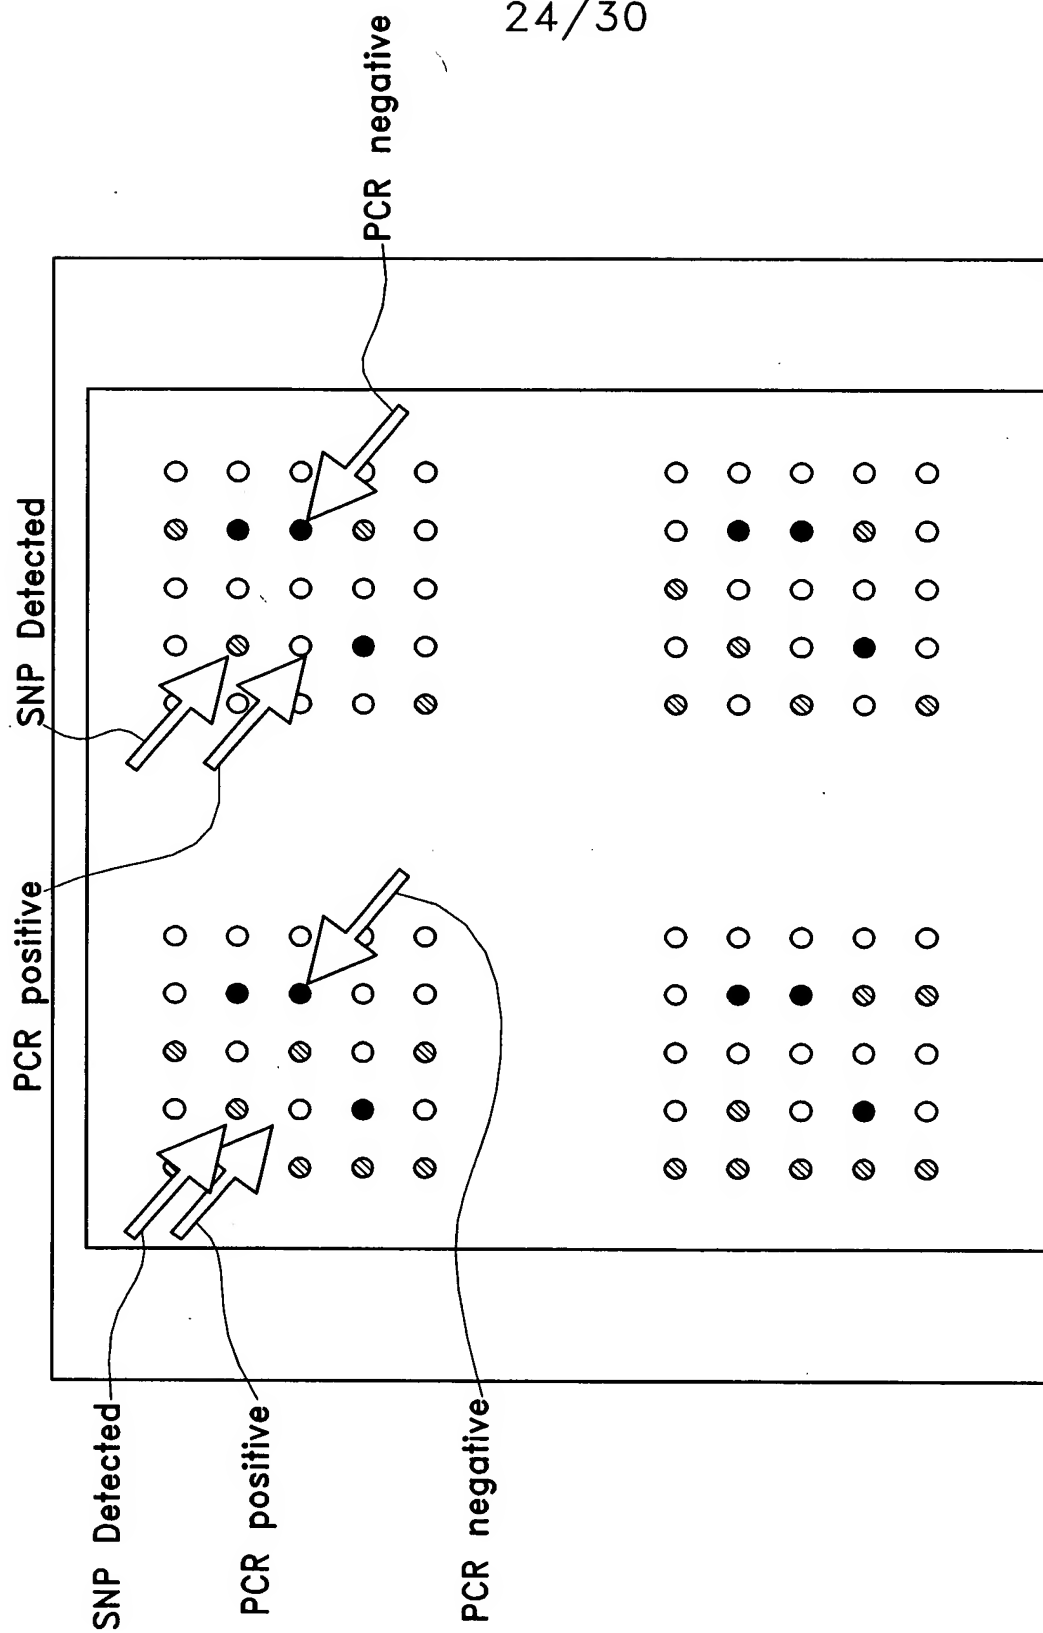 24/30
PCR negative
SNP Detected
PCR positive
SNP Detected
PCR positive
PCR negative